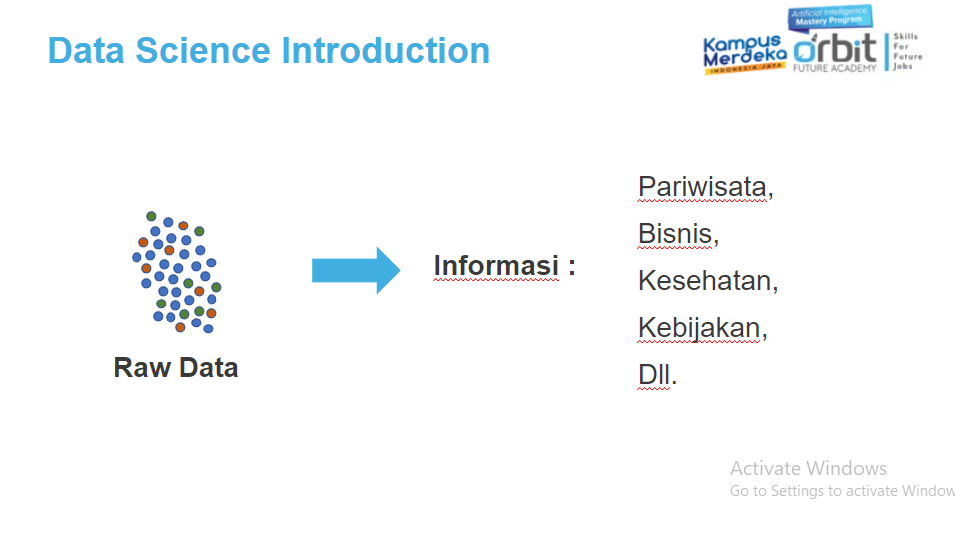 Data Science Introduction
Artificial Intelligence
Mastery Program
Kampus
Merdeka
INDONESIA JAYA
orbit
FUTURE ACADEMY
Skills
For
Future
Jobs
Raw Data
Informasi :
Pariwisata,
Bisnis,
Kesehatan,
Kebijakan,
Dll.
Activate Windows
Go to Settings to activate Window